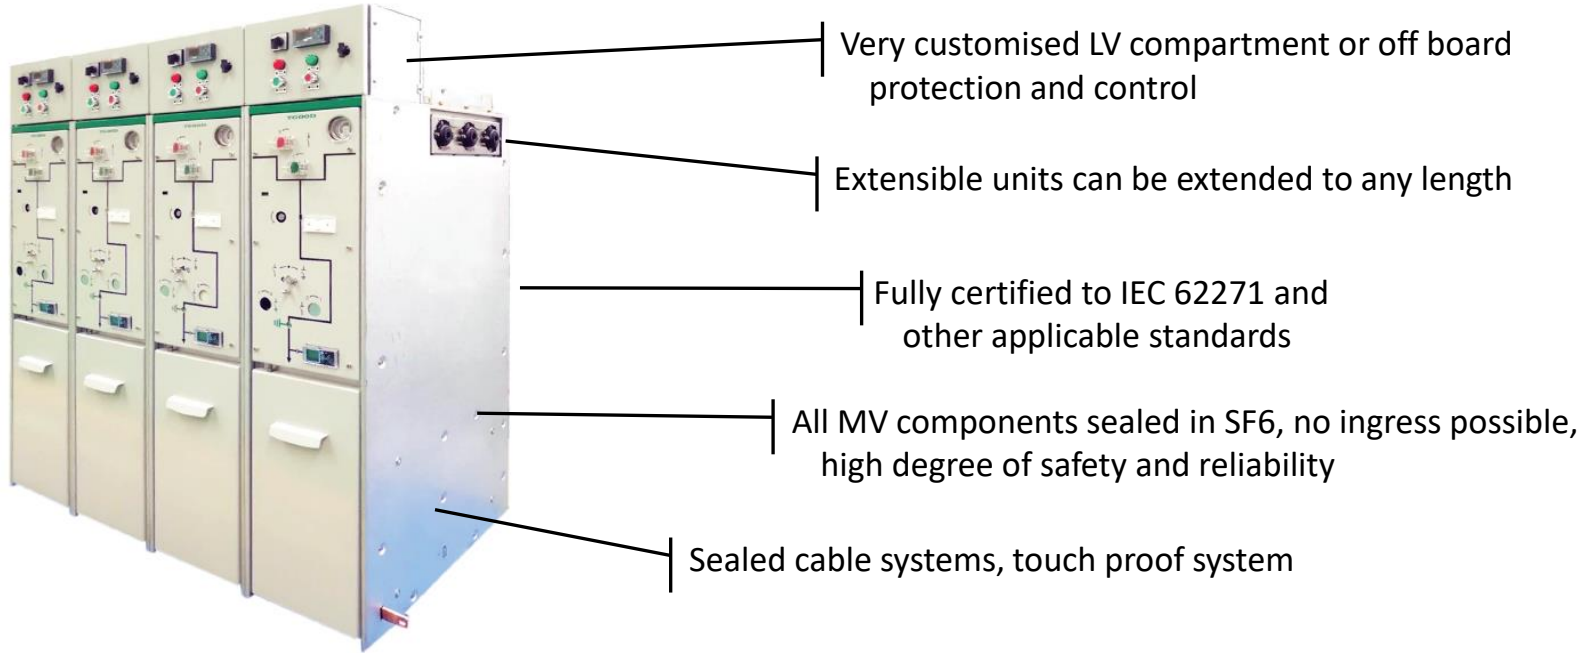 Very customised LV compartment or off board
protection and control
Extensible units can be extended to any length
Fully certified to IEC 62271 and
other applicable standards
All MV components sealed in SF6, no ingress possible,
high degree of safety and reliability
Sealed cable systems, touch proof system